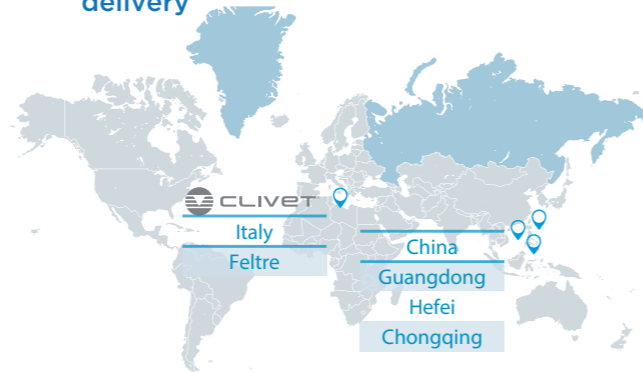 delivery
CLIVET
Italy
Feltre
China
Guangdong
Hefei
Chongqing